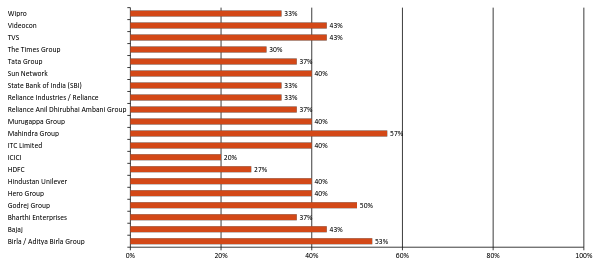 Wipro 33%
Videocon 43%
TVS 43%
The Times Group 30%
Tata Group 37%
Sun Network 40%
State Bank of India (SBI) 33%
Reliance Industries / Reliance 33%
Reliance Anil Dhirubhai Ambani Group 37%
Murugappa Group 40%
Mahindra Group 57%
ITC Limited 40%
ICICI 20%
HDFC 27%
Hindustan Unilever 40%
Hero Group 40%
Godrej Group 50%
Bharthi Enterprises 37%
Bajaj 43%
Birla / Aditya Birla Group 53%
0% 20% 40% 60% 80% 100%